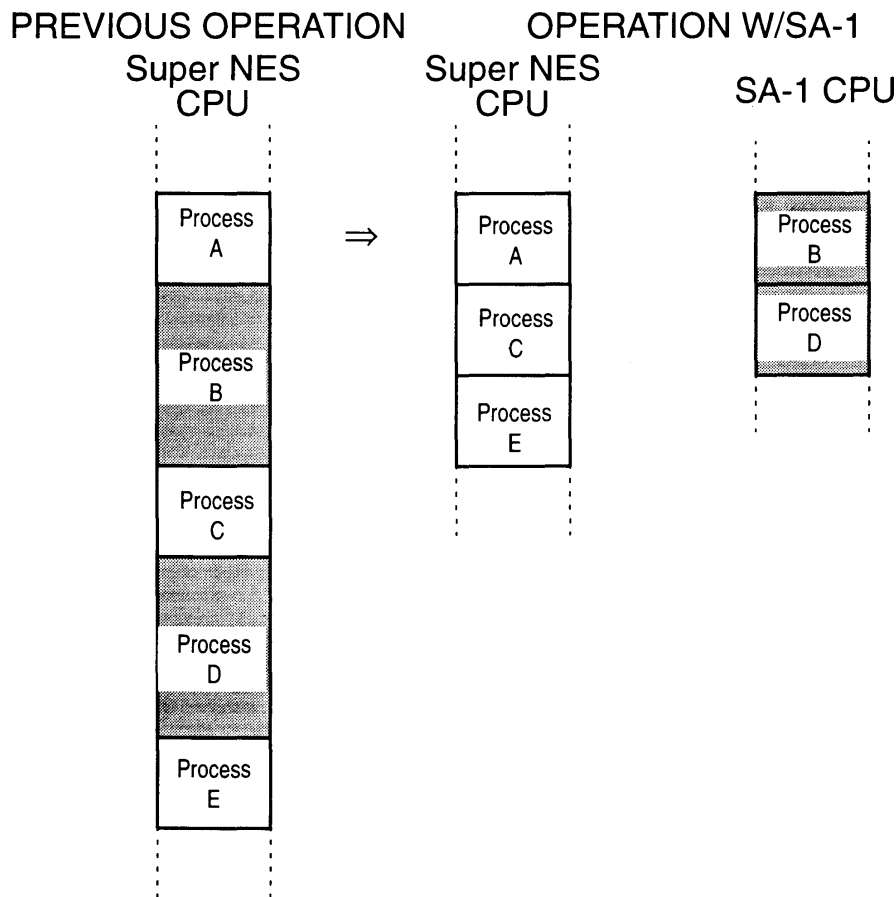 PREVIOUS OPERATION
OPERATION W/SA-1
Super NES
CPU
Super NES
CPU
SA-1 CPU
Process
A
Process
B
Process
C
Process
D
Process
E
⇒
Process
A
Process
C
Process
E
Process
B
Process
D